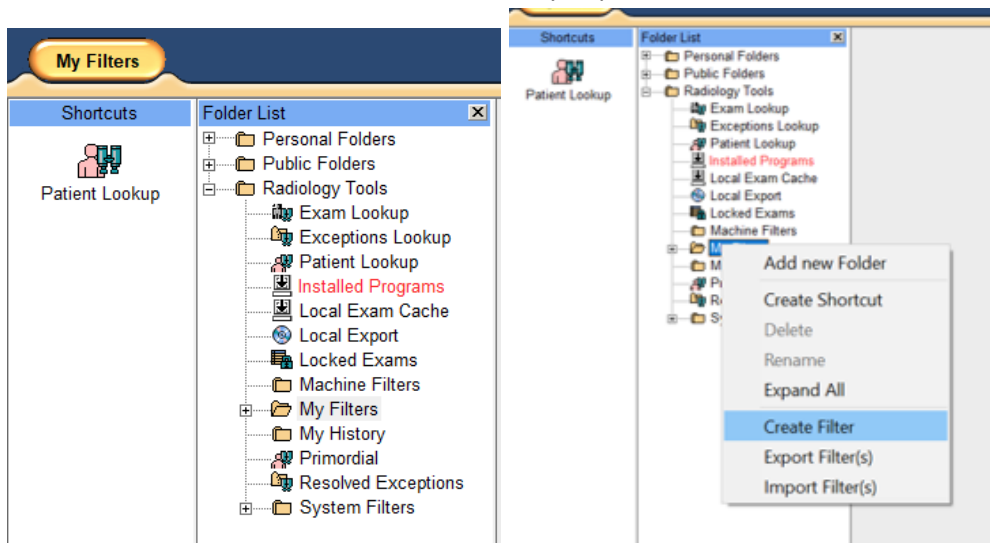 My Filters
Shortcuts
Patient Lookup
Folder List
Personal Folders
Public Folders
Radiology Tools
Exam Lookup
Exceptions Lookup
Patient Lookup
Installed Programs
Local Exam Cache
Local Export
Locked Exams
Machine Filters
My Filters
My History
Primordial
Resolved Exceptions
System Filters
Shortcuts
Patient Lookup
Folder List
Personal Folders
Public Folders
Radiology Tools
Exam Lookup
Exceptions Lookup
Patient Lookup
Installed Programs
Local Exam Cache
Local Export
Locked Exams
Machine Filters
Add new Folder
Create Shortcut
Delete
Rename
Expand All
Create Filter
Export Filter(s)
Import Filter(s)